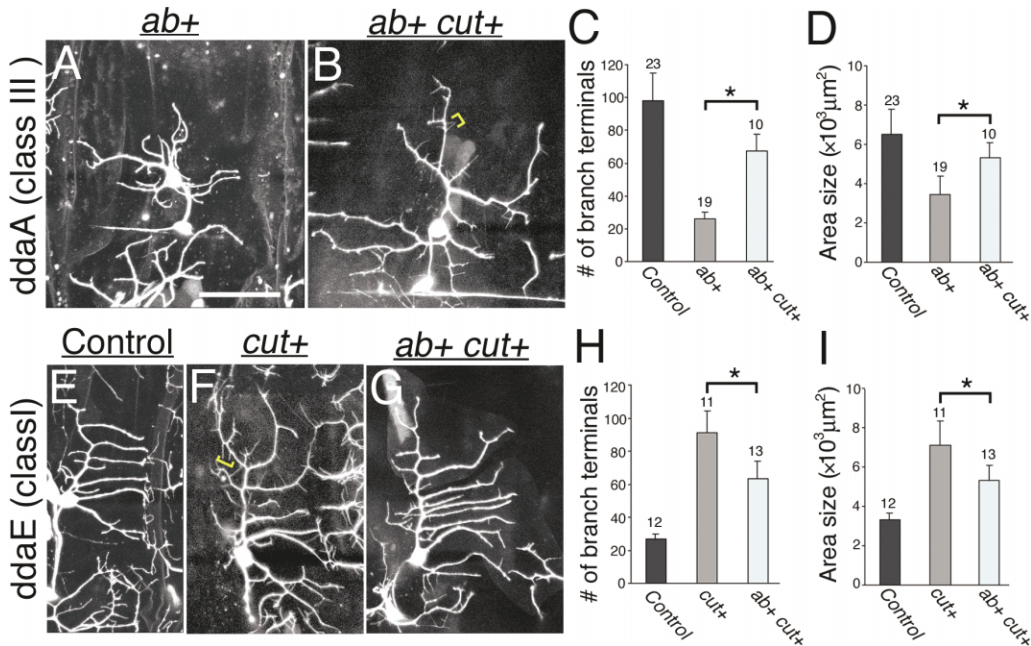 ab+
ab+ cut+
ddaA (class III)
A
B
C
# of branch terminals
120
100
80
60
40
20
0
23
19
10
*
Control
ab+
ab+ cut+
D
Area size (×10³μm²)
10
8
6
4
2
0
23
19
10
*
Control
ab+
ab+ cut+
Control
cut+
ab+ cut+
ddaE (classI)
E
F
G
H
# of branch terminals
120
100
80
60
40
20
0
12
11
13
*
Control
cut+
ab+ cut+
I
Area size (×10³μm²)
10
8
6
4
2
0
12
11
13
*
Control
cut+
ab+ cut+